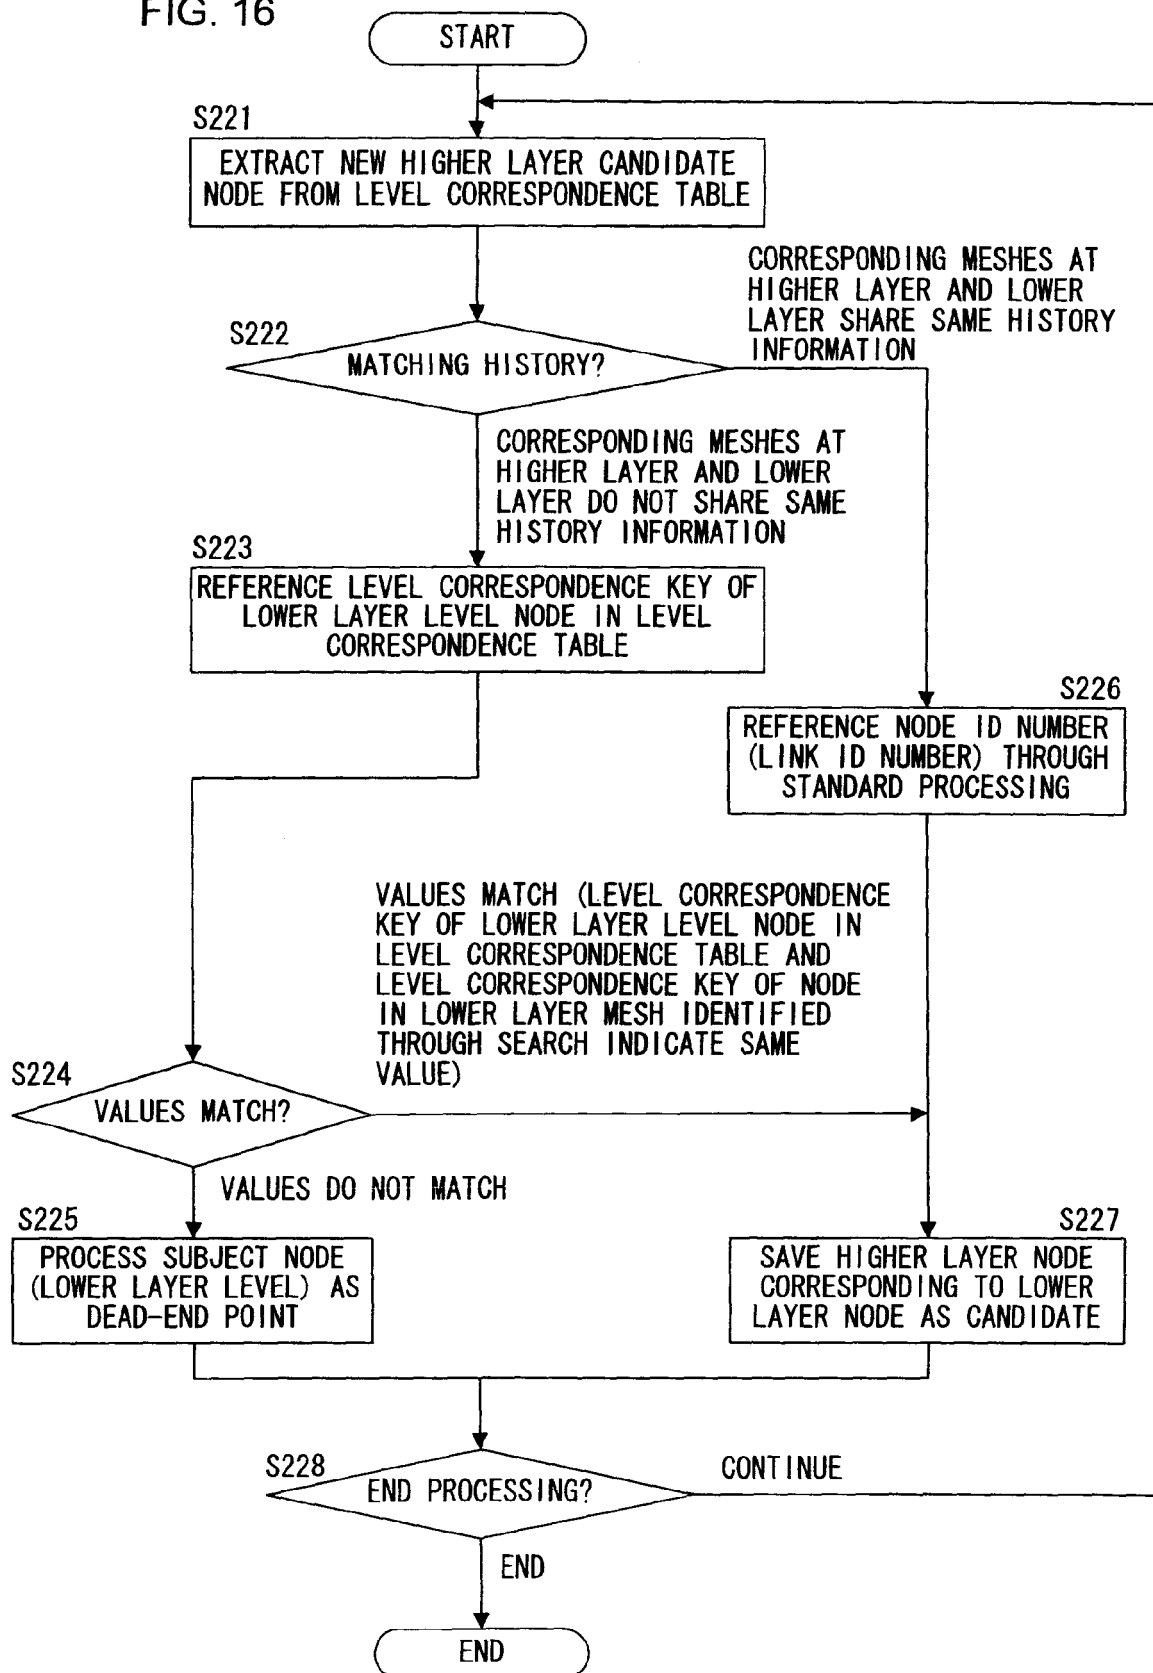 FIG. 16
START
S221
EXTRACT NEW HIGHER LAYER CANDIDATE
NODE FROM LEVEL CORRESPONDENCE TABLE
S222
MATCHING HISTORY?
CORRESPONDING MESHES AT
HIGHER LAYER AND LOWER
LAYER SHARE SAME HISTORY
INFORMATION
CORRESPONDING MESHES AT
HIGHER LAYER AND LOWER
LAYER DO NOT SHARE SAME
HISTORY INFORMATION
S223
REFERENCE LEVEL CORRESPONDENCE KEY OF
LOWER LAYER LEVEL NODE IN LEVEL
CORRESPONDENCE TABLE
S226
REFERENCE NODE ID NUMBER
(LINK ID NUMBER) THROUGH
STANDARD PROCESSING
VALUES MATCH (LEVEL CORRESPONDENCE
KEY OF LOWER LAYER LEVEL NODE IN
LEVEL CORRESPONDENCE TABLE AND
LEVEL CORRESPONDENCE KEY OF NODE
IN LOWER LAYER MESH IDENTIFIED
THROUGH SEARCH INDICATE SAME
VALUE)
S224
VALUES MATCH?
VALUES DO NOT MATCH
S225
PROCESS SUBJECT NODE
(LOWER LAYER LEVEL) AS
DEAD-END POINT
S227
SAVE HIGHER LAYER NODE
CORRESPONDING TO LOWER
LAYER NODE AS CANDIDATE
S228
END PROCESSING?
CONTINUE
END
END